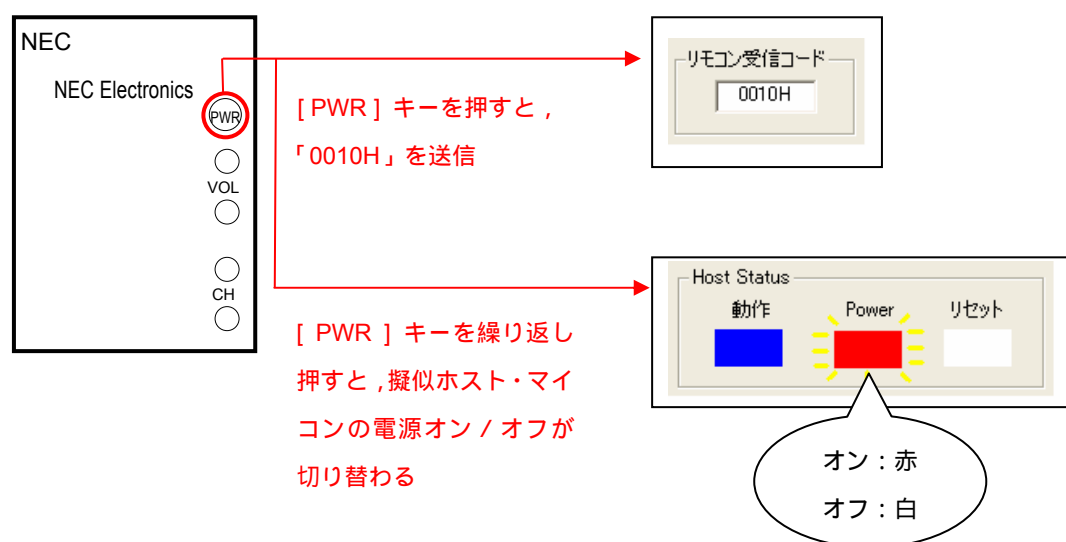 NEC
NEC Electronics
PWR
VOL
CH
[ PWR ] キーを押すと，
「0010H」を送信
リモコン受信コード
0010H
[ PWR ] キーを繰り返し
押すと，擬似ホスト・マイ
コンの電源オン / オフが
切り替わる
Host Status
動作 Power リセット
オン：赤
オフ：白